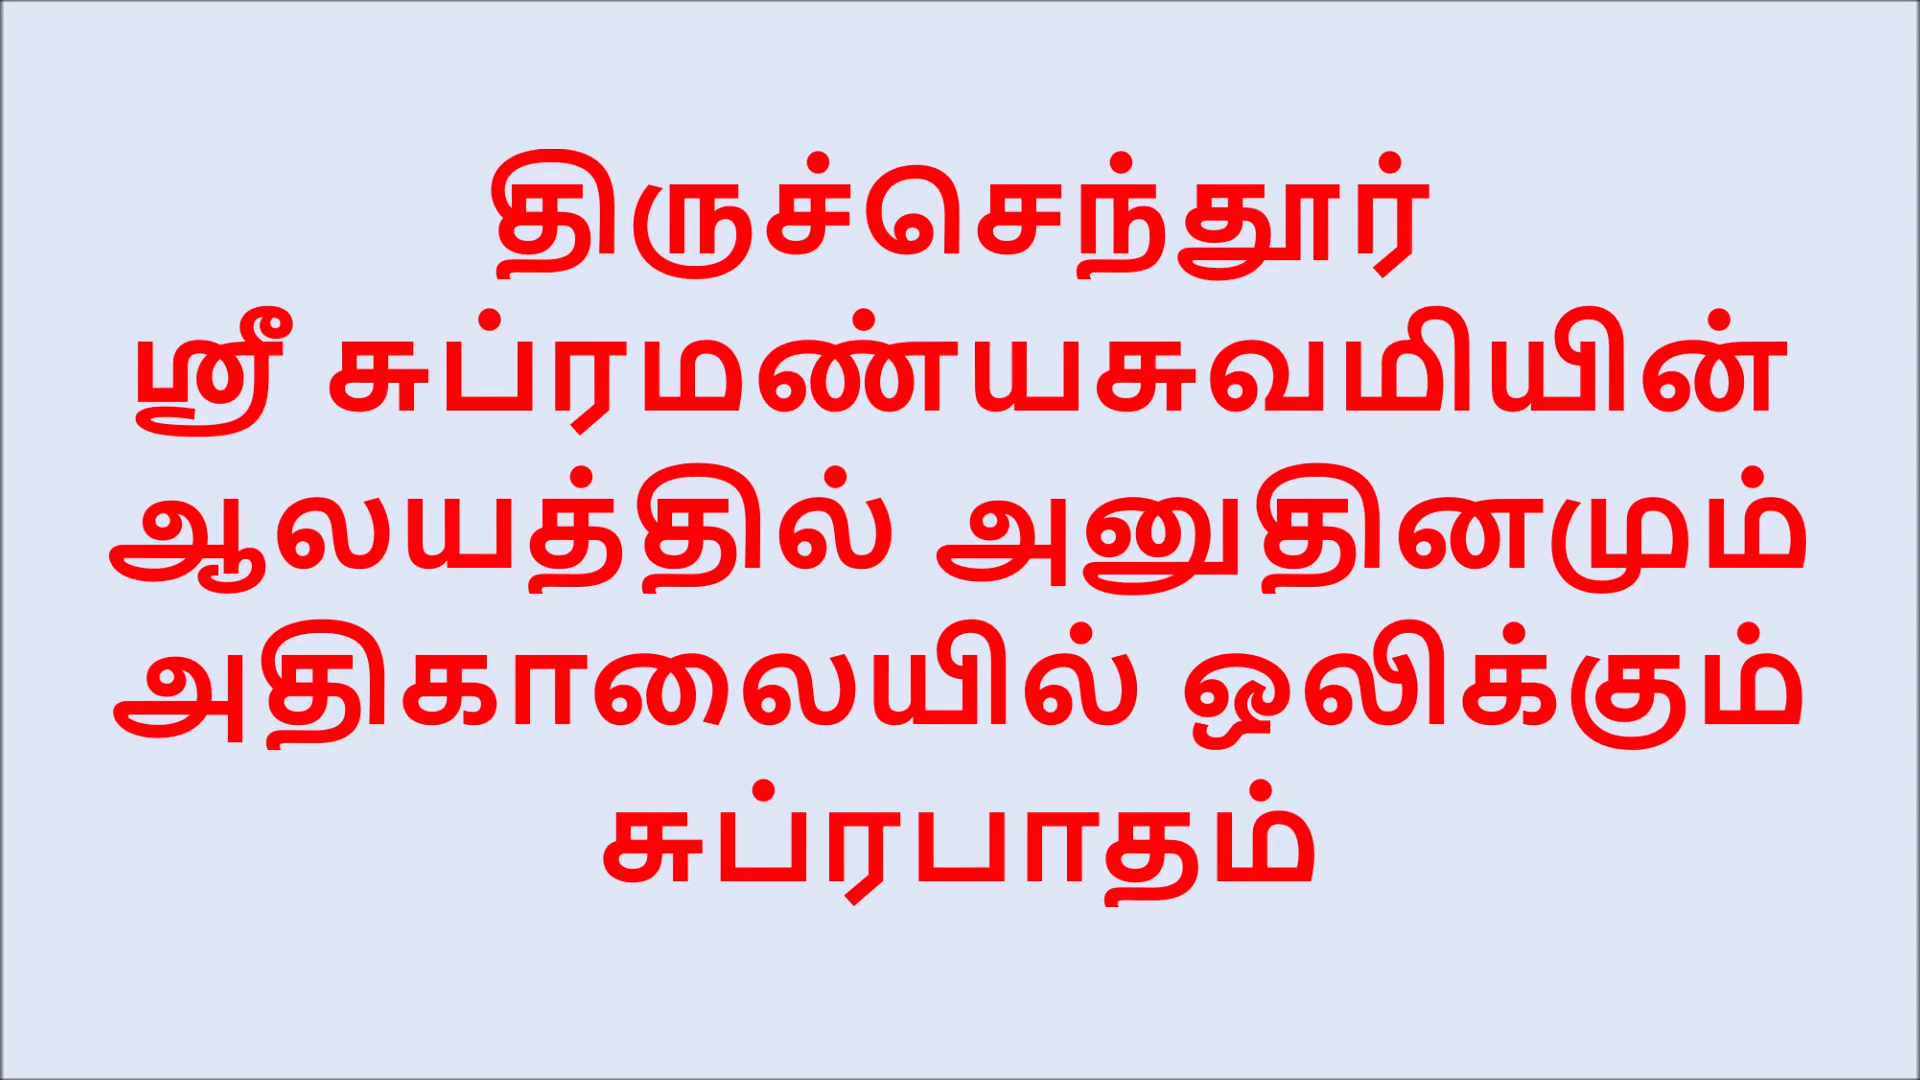 திருச்செந்தூர்
ஸ்ரீ சுப்ரமண்யசுவமியின்
ஆலயத்தில் அனுதினமும்
அதிகாலையில் ஒலிக்கும்
சுப்ரபாதம்